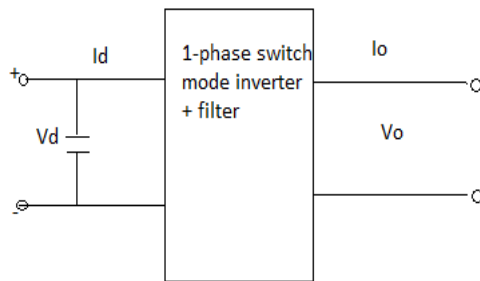 Id
1-phase switch
mode inverter
+ filter
Io
+
Vd
Vo
-